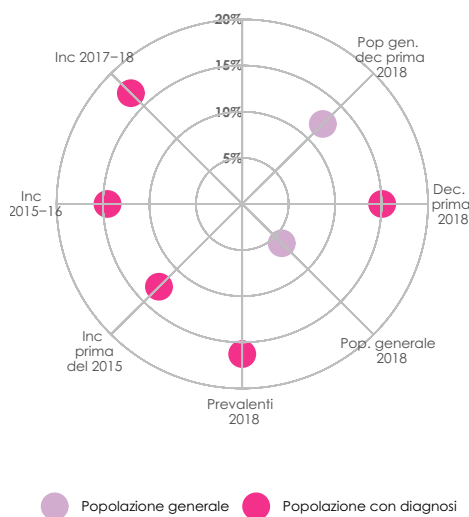 20%
Pop gen.
dec prima
2018
Inc 2017–18
15%
10%
5%
Inc
2015–16
Dec.
prima
2018
Inc
prima
del 2015
Pop. generale
2018
Prevalenti
2018
Popolazione generale
Popolazione con diagnosi